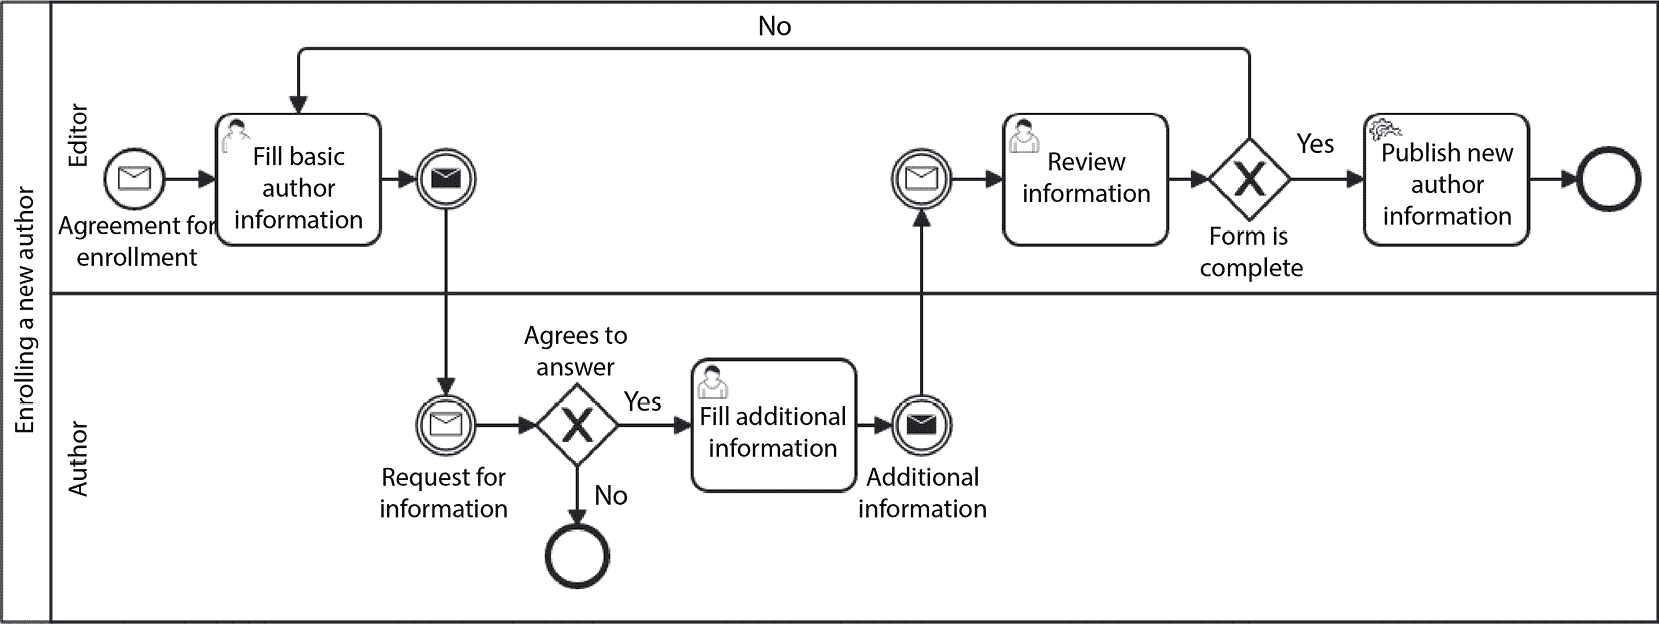 No
Enrolling a new author
Editor
Agreement for
enrollment
Fill basic
author
information
Review
information
Form is
complete
Yes
Publish new
author
information
Author
Request for
information
Agrees to
answer
Yes
No
Fill additional
information
Additional
information